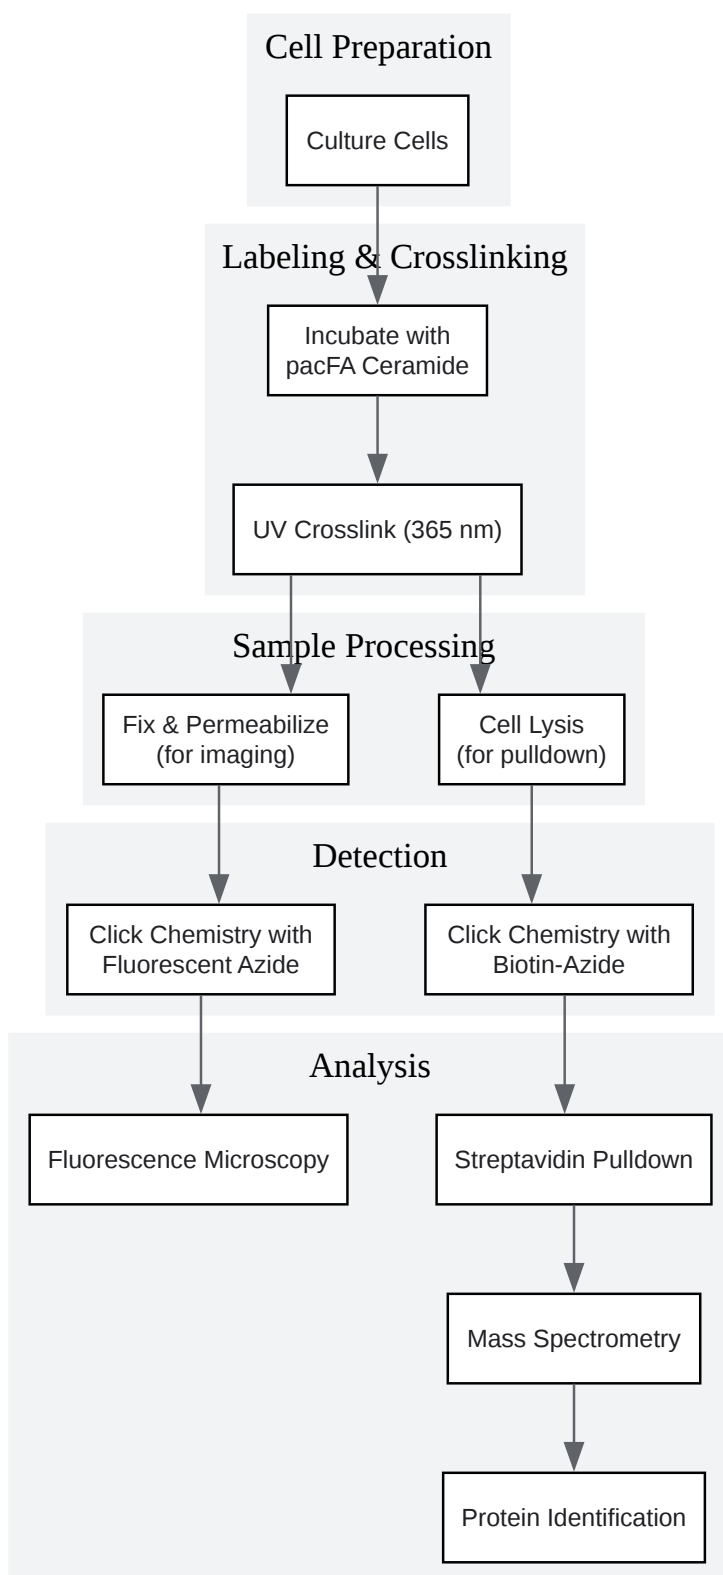 Cell Preparation
Culture Cells
Labeling & Crosslinking
Incubate with
pacFA Ceramide
UV Crosslink (365 nm)
Sample Processing
Fix & Permeabilize
(for imaging)
Cell Lysis
(for pulldown)
Detection
Click Chemistry with
Fluorescent Azide
Click Chemistry with
Biotin-Azide
Analysis
Fluorescence Microscopy
Streptavidin Pulldown
Mass Spectrometry
Protein Identification